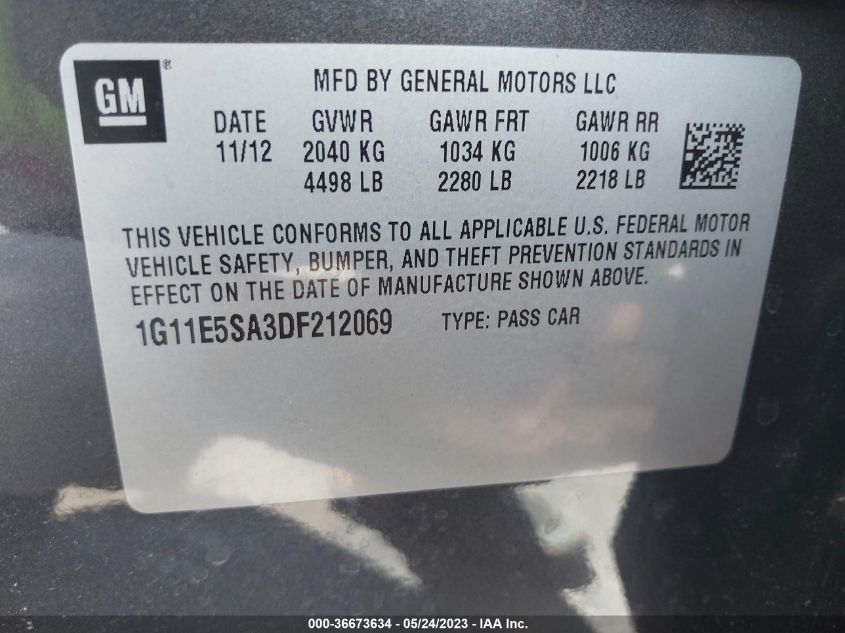 GM®
MFD BY GENERAL MOTORS LLC
DATE GVWR GAWR FRT GAWR RR
11/12 2040 KG 1034 KG 1006 KG
4498 LB 2280 LB 2218 LB
THIS VEHICLE CONFORMS TO ALL APPLICABLE U.S. FEDERAL MOTOR
VEHICLE SAFETY, BUMPER, AND THEFT PREVENTION STANDARDS IN
EFFECT ON THE DATE OF MANUFACTURE SHOWN ABOVE.
1G11E5SA3DF212069 TYPE: PASS CAR
000-36673634 / 05/24/2023 - IAA Inc.